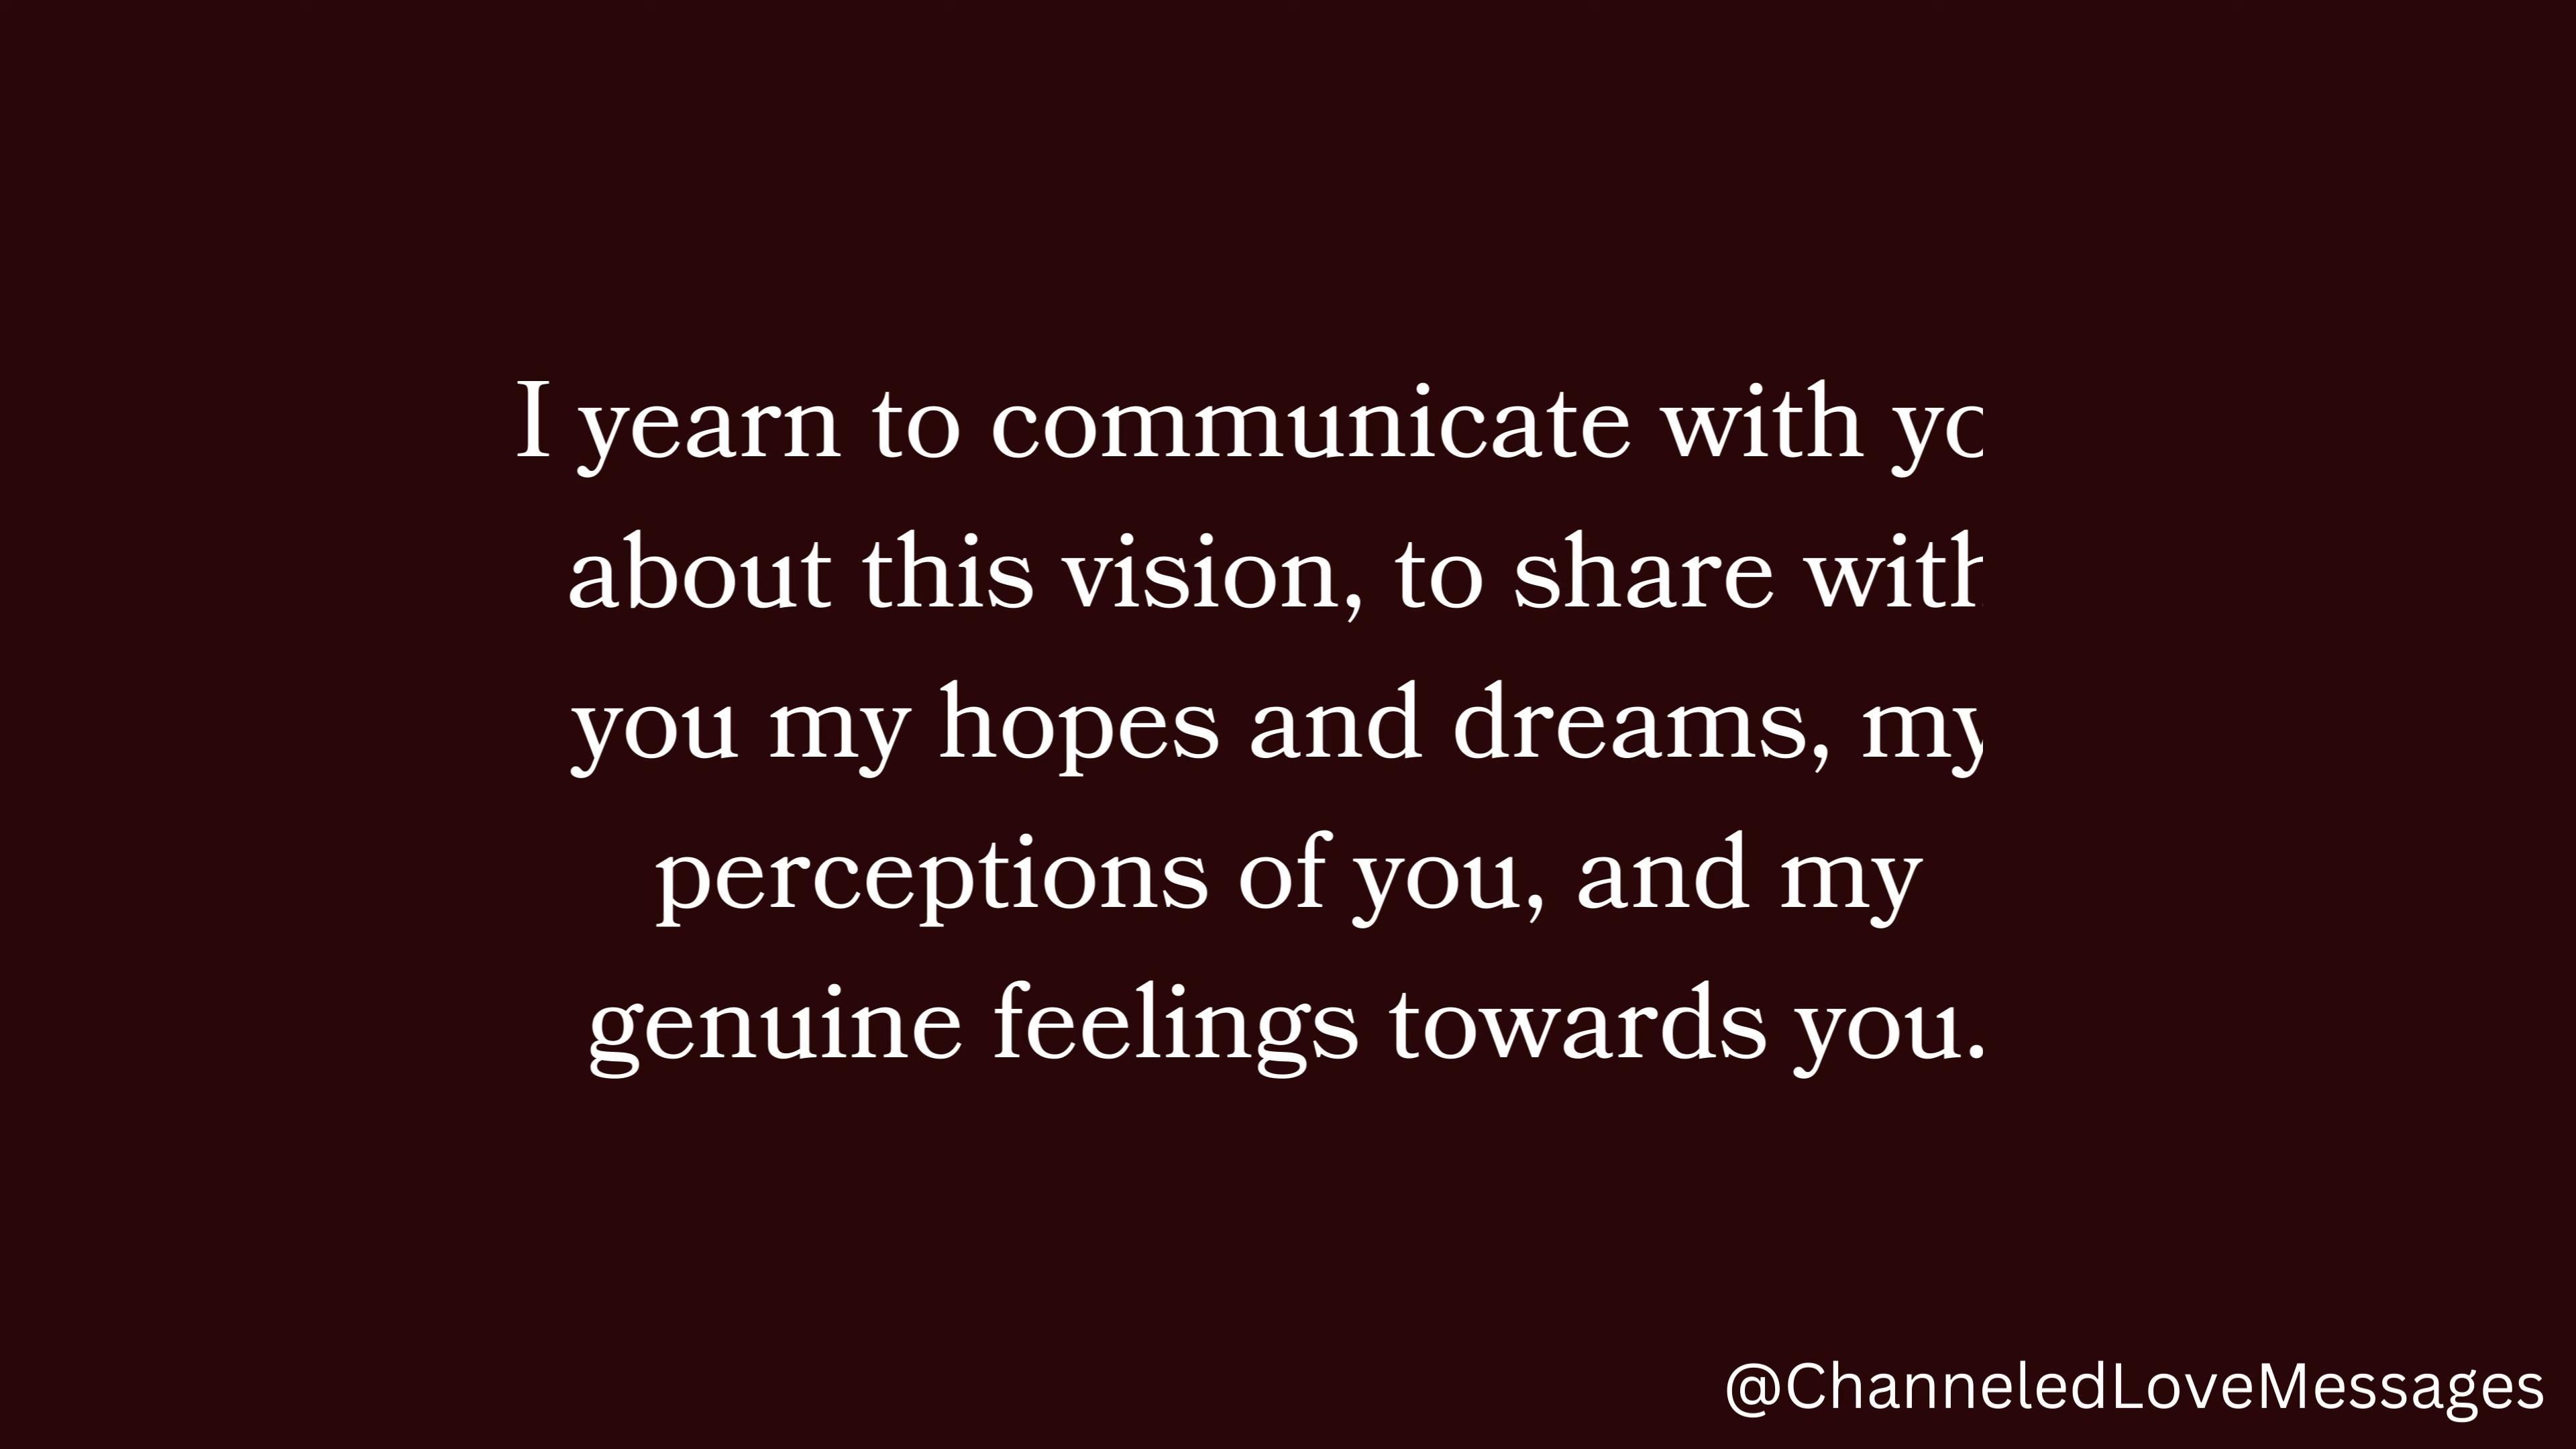 I yearn to communicate with yo
about this vision, to share with
you my hopes and dreams, my
perceptions of you, and my
genuine feelings towards you.
@ChanneledLoveMessages